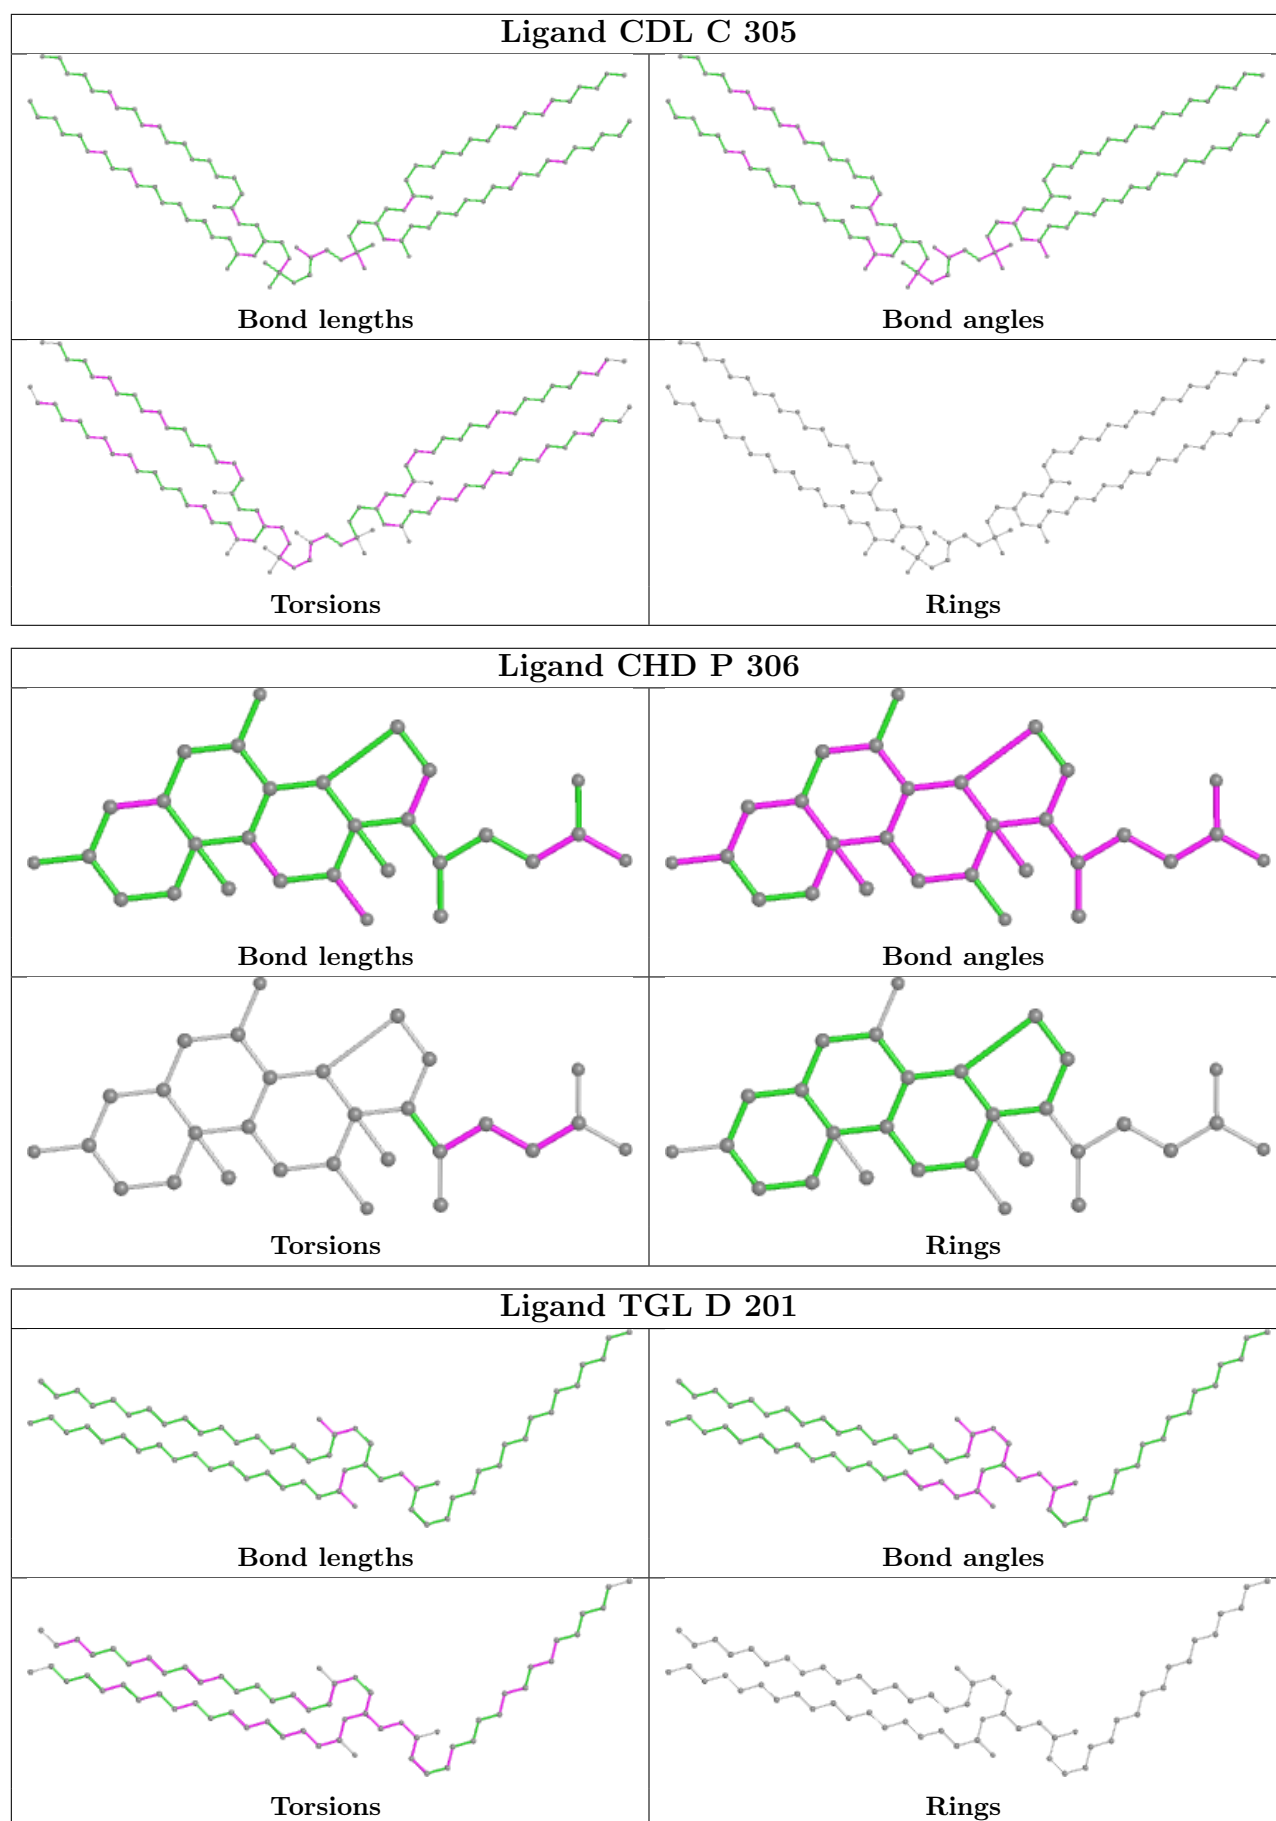 Ligand CDL C 305
Bond lengths
Bond angles
Torsions
Rings
Ligand CHD P 306
Bond lengths
Bond angles
Torsions
Rings
Ligand TGL D 201
Bond lengths
Bond angles
Torsions
Rings